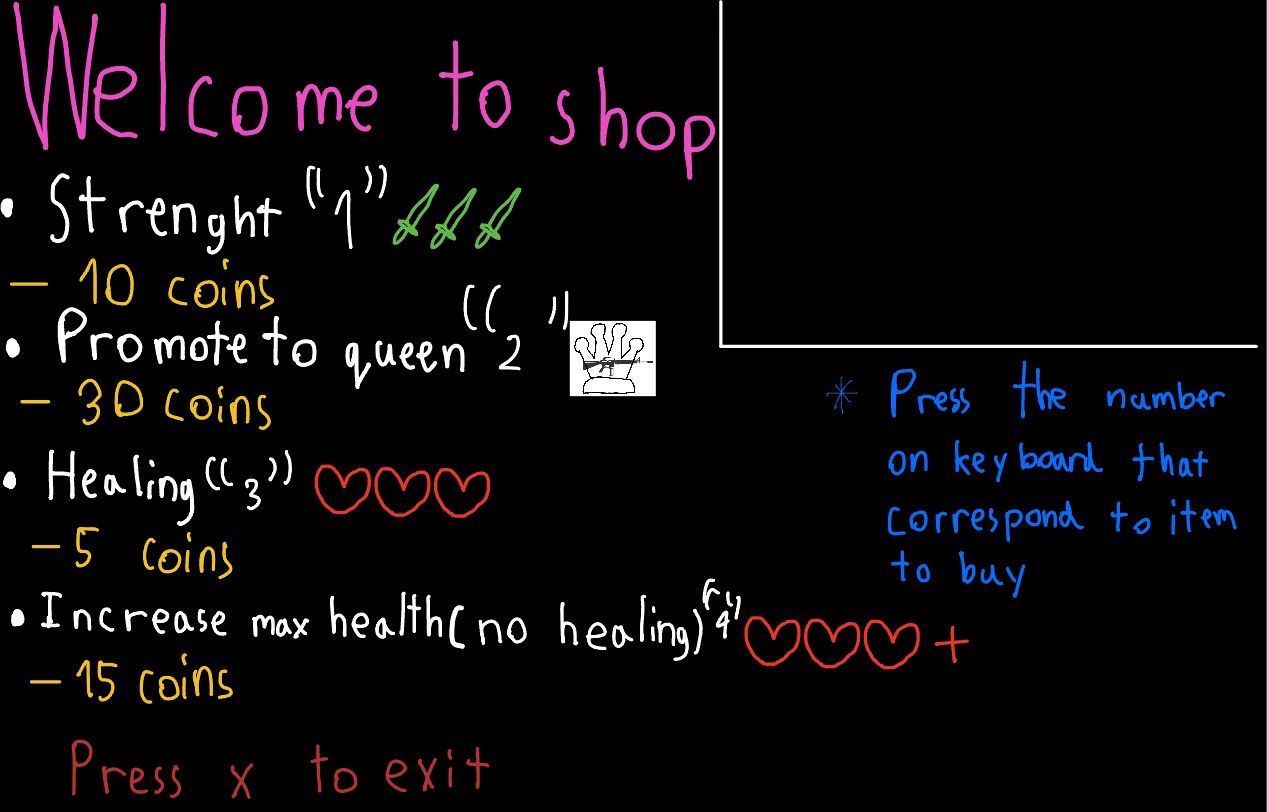 Welcome to shop
• Strenght "1"
- 10 coins
• Promote to queen "2"
- 30 coins
• Healing "3"
- 5 coins
• Increase max health (no healing) "4"
- 15 coins
Press x to exit
* Press the number
on keyboard that
correspond to item
to buy